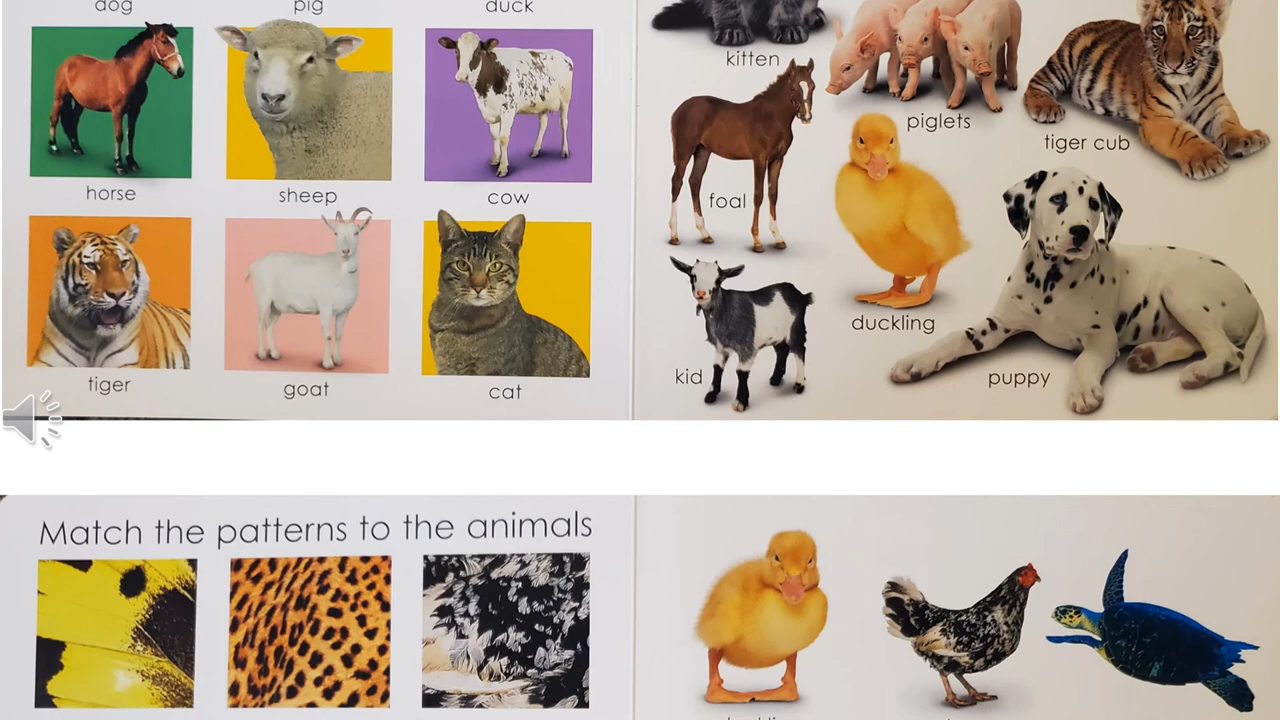 dog pig duck
horse sheep cow
tiger goat cat
kitten
piglets
tiger cub
foal
duckling
kid
puppy
Match the patterns to the animals